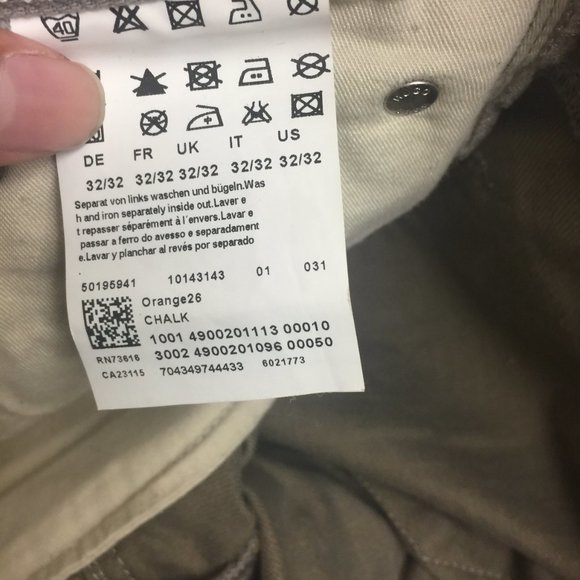 40
DE FR UK IT US
32/32 32/32 32/32 32/32 32/32
Separat von links waschen und bügeln.Was
h and iron separately inside out.Laver e
t repasser séparément à l'envers.Lavar e
passar a ferro do avesso e separadament
e.Lavar y planchar al revés por separado
.
50195941 10143143 01 031
Orange26
CHALK
1001 4900201113 00010
RN73616 3002 4900201096 00050
CA23115 704349744433 6021773